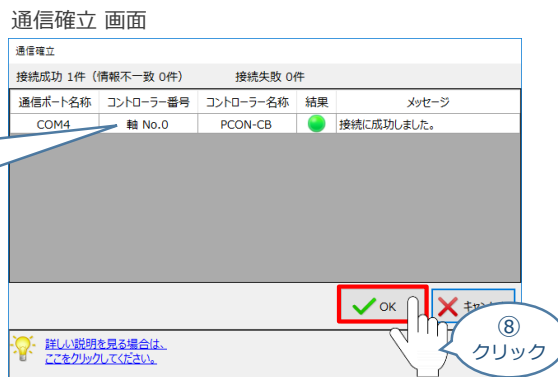 通信確立 画面
通信確立
接続成功 1件（情報不一致 0件） 接続失敗 0件
通信ポート名称 コントローラー番号 コントローラー名称 結果 メッセージ
COM4 軸 No.0 PCON-CB 接続に成功しました。
OK
⑧
クリック
詳しい説明を見る場合は、
ここをクリックしてください。